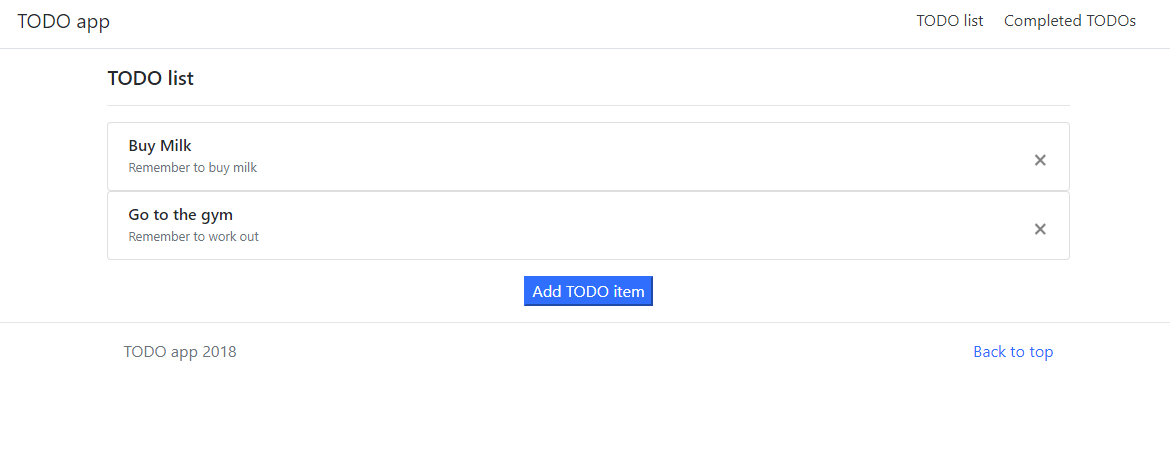 TODO app
TODO list
Completed TODOs
TODO list
Buy Milk
Remember to buy milk
×
Go to the gym
Remember to work out
×
Add TODO item
TODO app 2018
Back to top